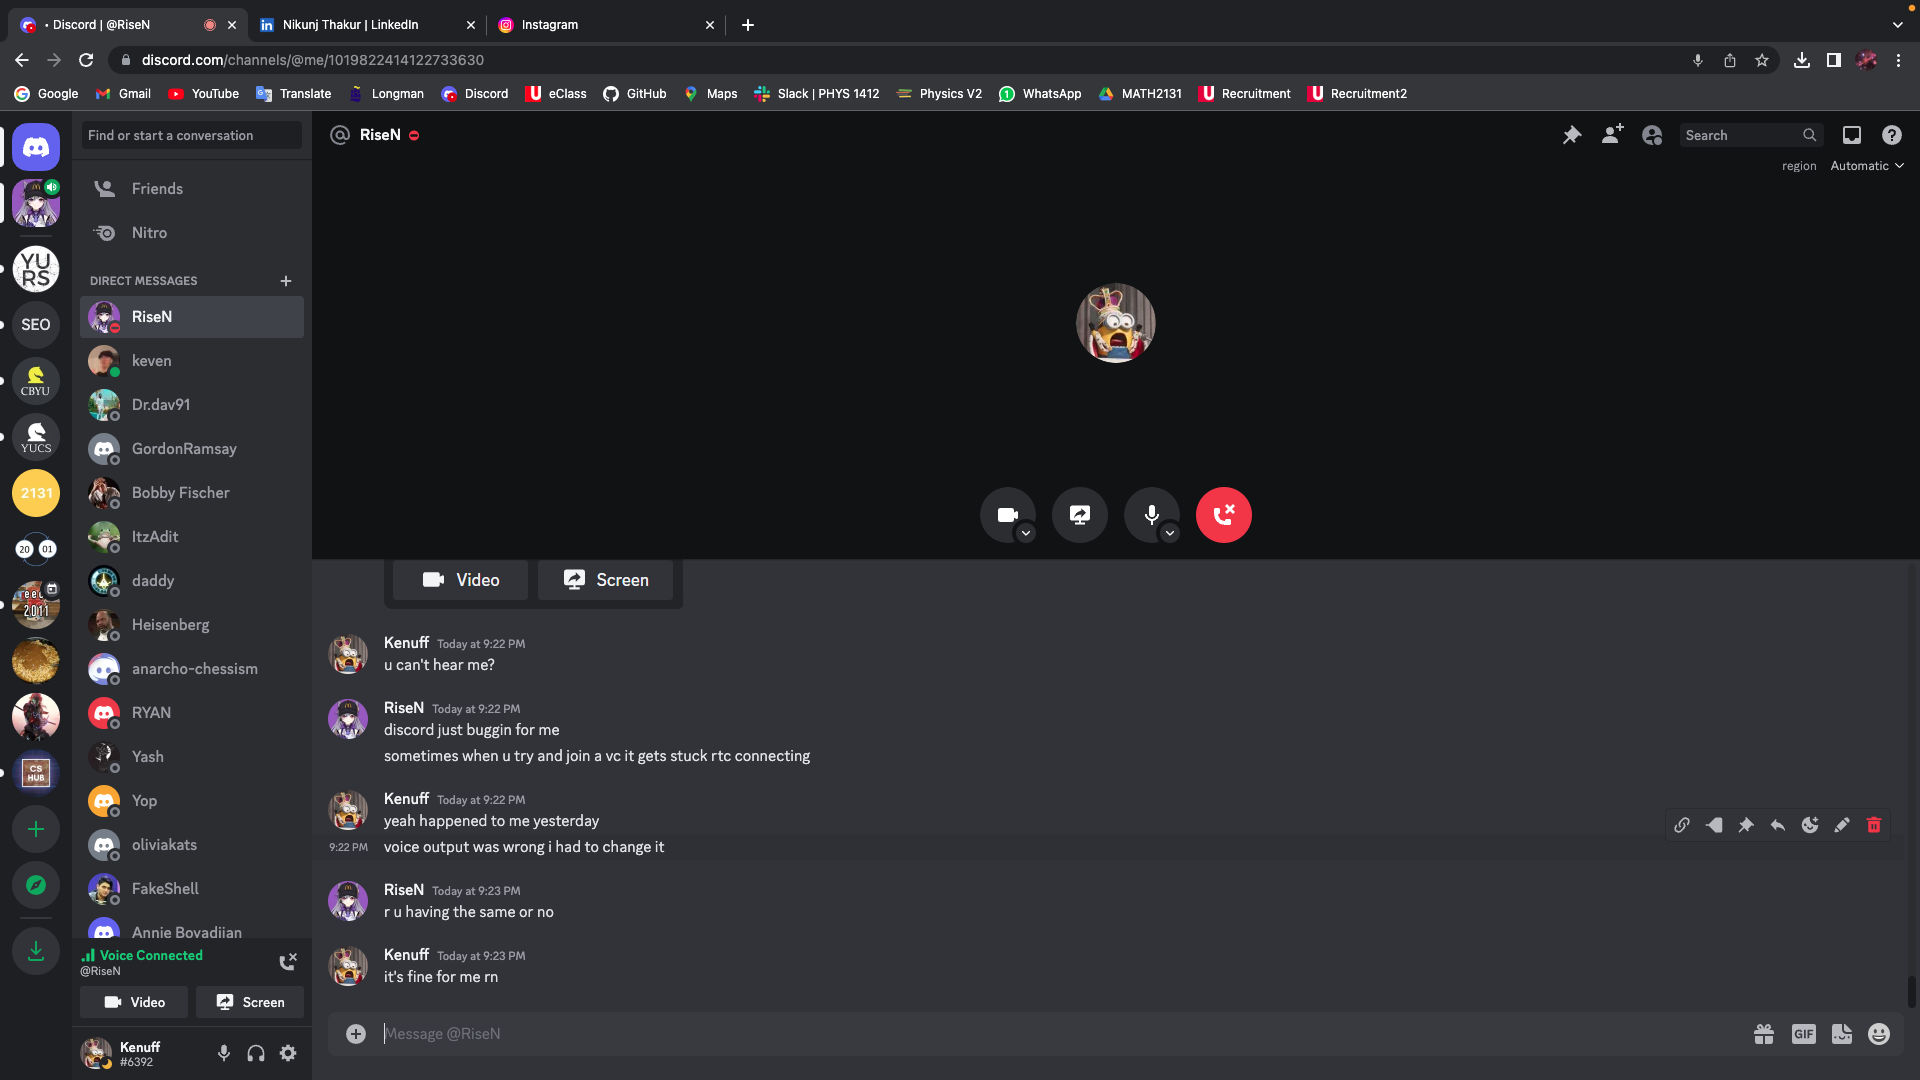 • Discord | @RiseN
Nikunj Thakur | LinkedIn
Instagram
discord.com/channels/@me/1019822414122733630
Google
Gmail
YouTube
Translate
Longman
Discord
eClass
GitHub
Maps
Slack | PHYS 1412
Physics V2
WhatsApp
MATH2131
Recruitment
Recruitment2
Find or start a conversation
RiseN
Search
region
Automatic
Friends
Nitro
DIRECT MESSAGES
RiseN
keven
Dr.dav91
GordonRamsay
Bobby Fischer
ItzAdit
daddy
Heisenberg
anarcho-chessism
RYAN
Yash
Yop
oliviakats
FakeShell
Annie Boyadjian
YU
RS
SEO
CBYU
YUCS
2131
20 01
2011
CS
HUB
Voice Connected
@RiseN
Video
Screen
Kenuff
#6392
Video
Screen
Kenuff Today at 9:22 PM
u can't hear me?
RiseN Today at 9:22 PM
discord just buggin for me
sometimes when u try and join a vc it gets stuck rtc connecting
Kenuff Today at 9:22 PM
yeah happened to me yesterday
9:22 PM voice output was wrong i had to change it
RiseN Today at 9:23 PM
r u having the same or no
Kenuff Today at 9:23 PM
it's fine for me rn
Message @RiseN
GIF